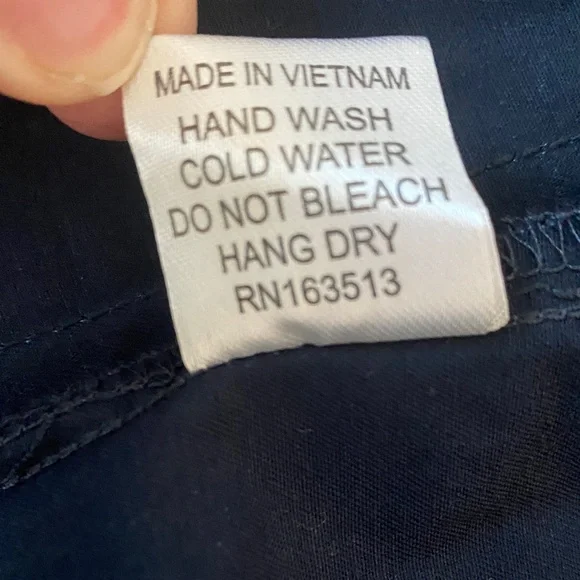 MADE IN VIETNAM
HAND WASH
COLD WATER
DO NOT BLEACH
HANG DRY
RN163513